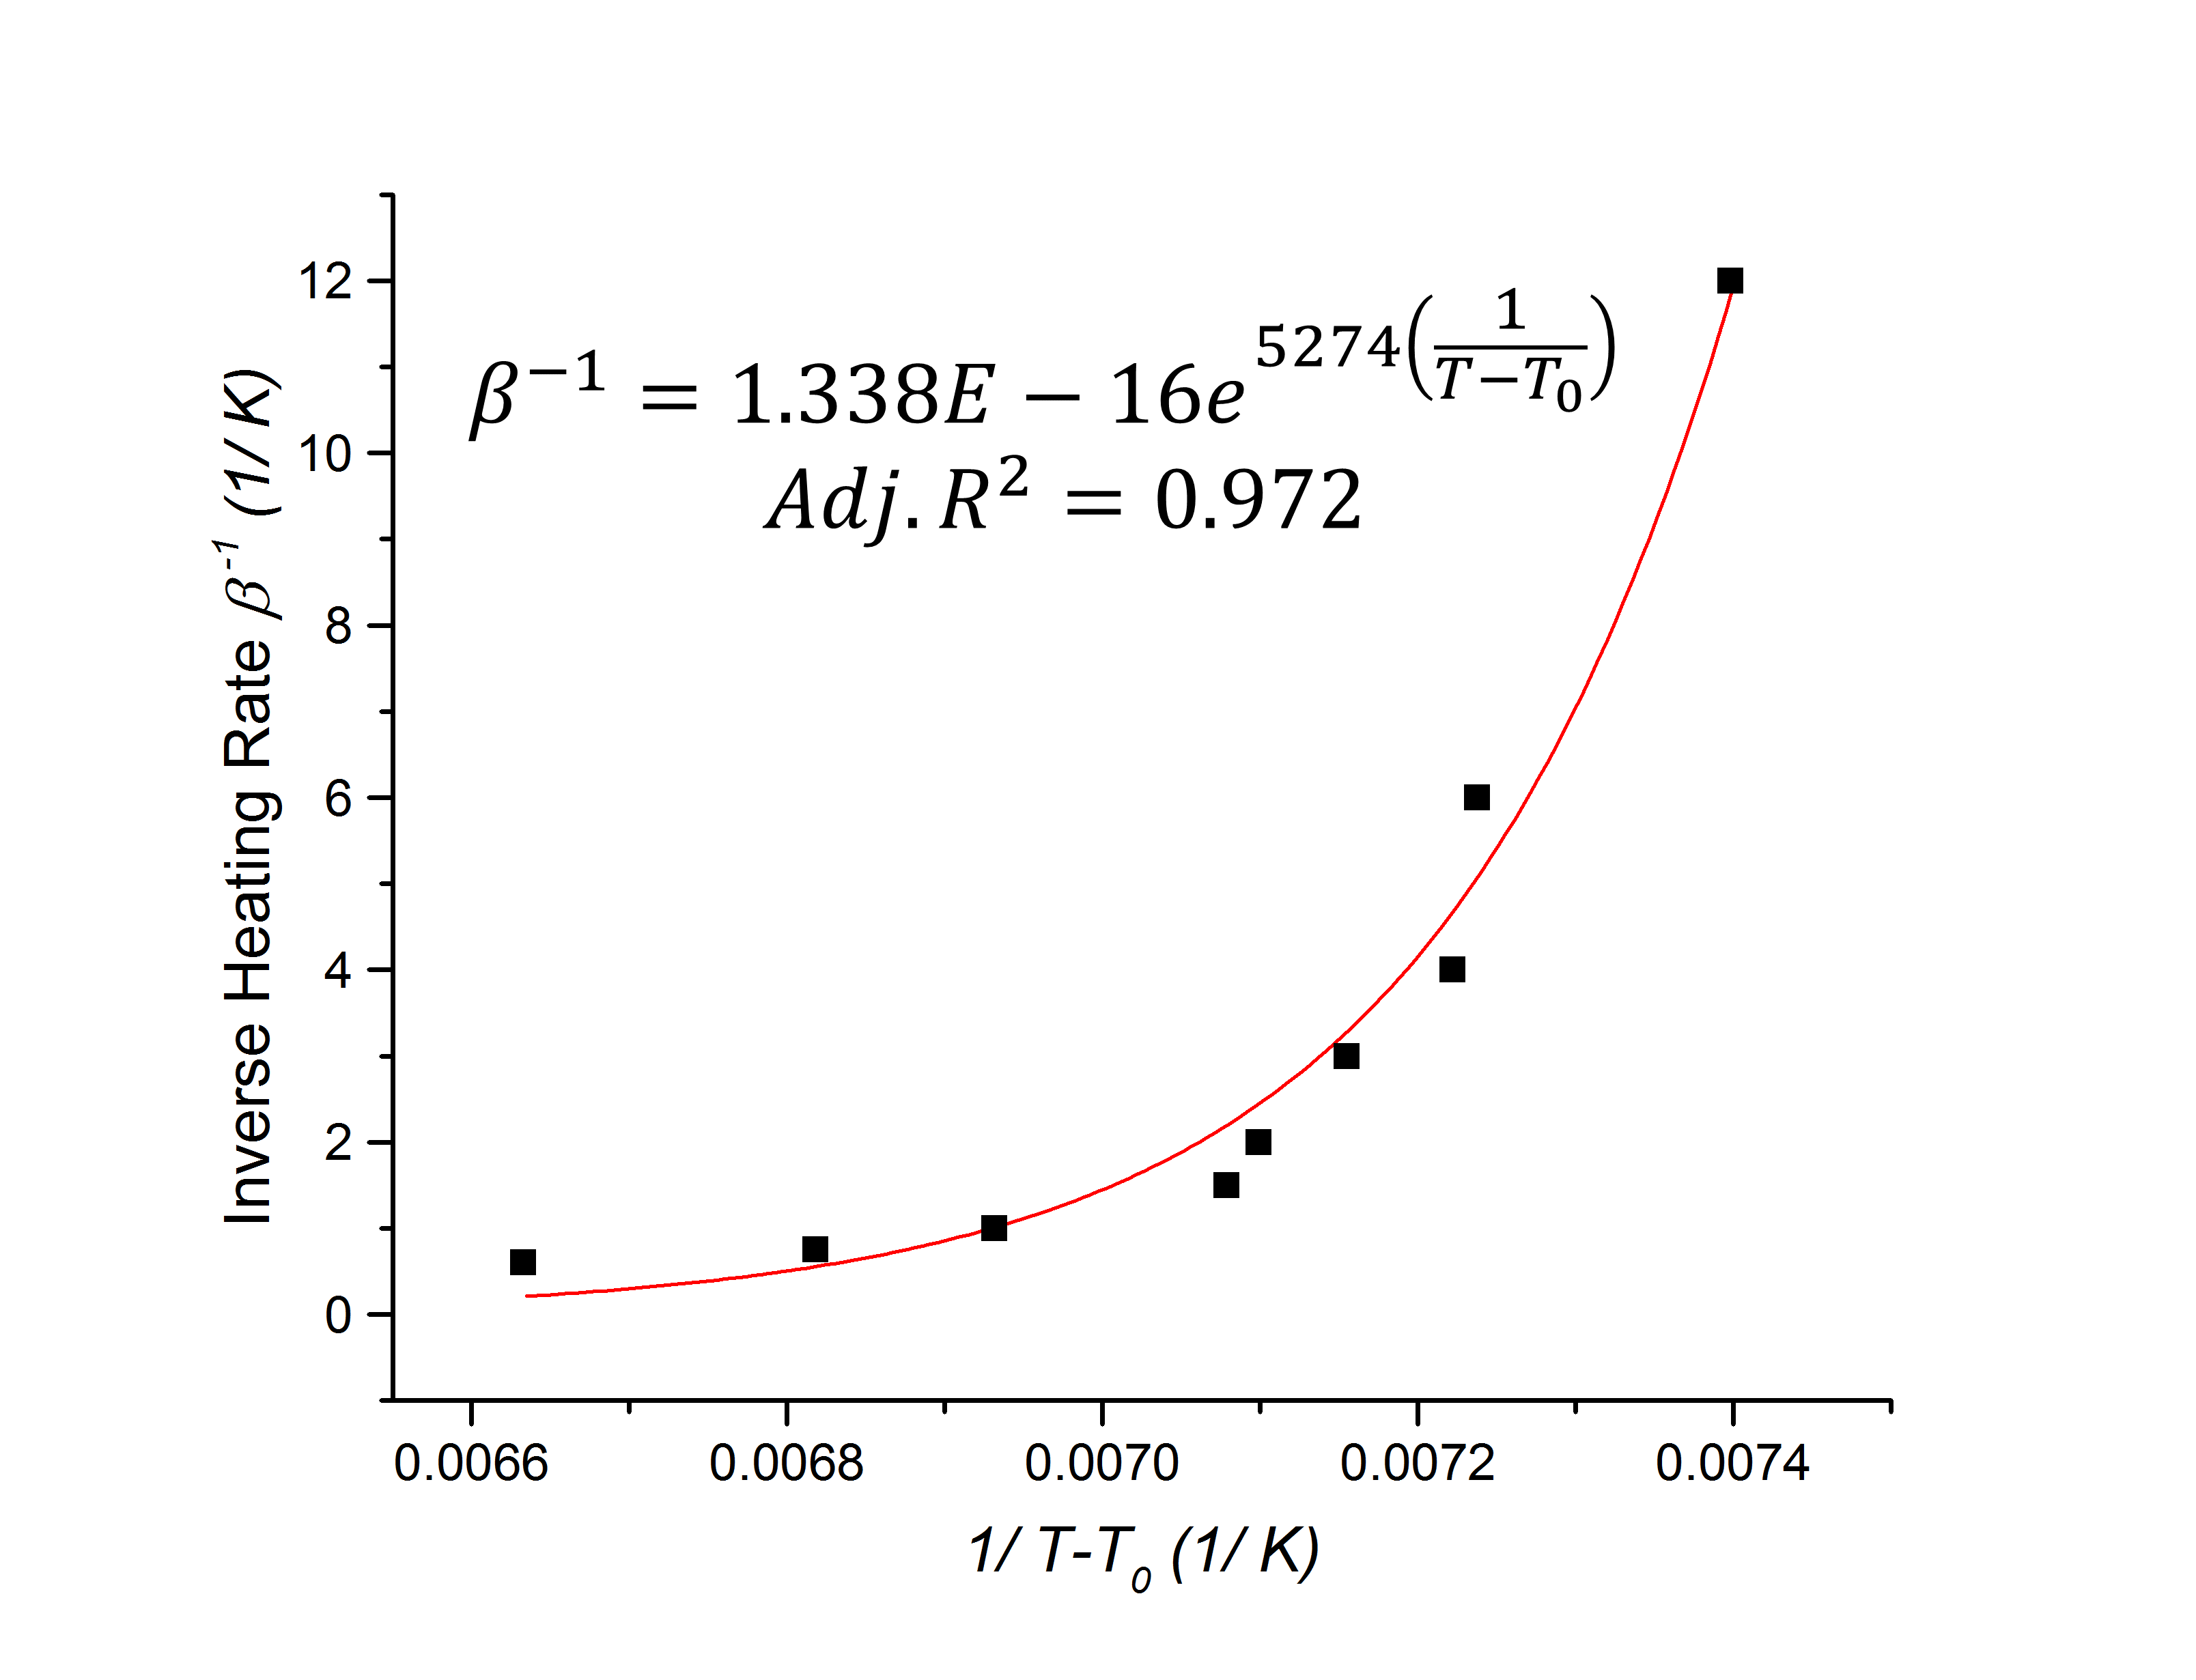 Inverse Heating Rate β⁻¹ (1/ K)
12
10
8
6
4
2
0
β⁻¹ = 1.338E − 16e^{5274(\frac{1}{T−T₀})}
Adj. R² = 0.972
0.0066 0.0068 0.0070 0.0072 0.0074
1/ T-T₀ (1/ K)